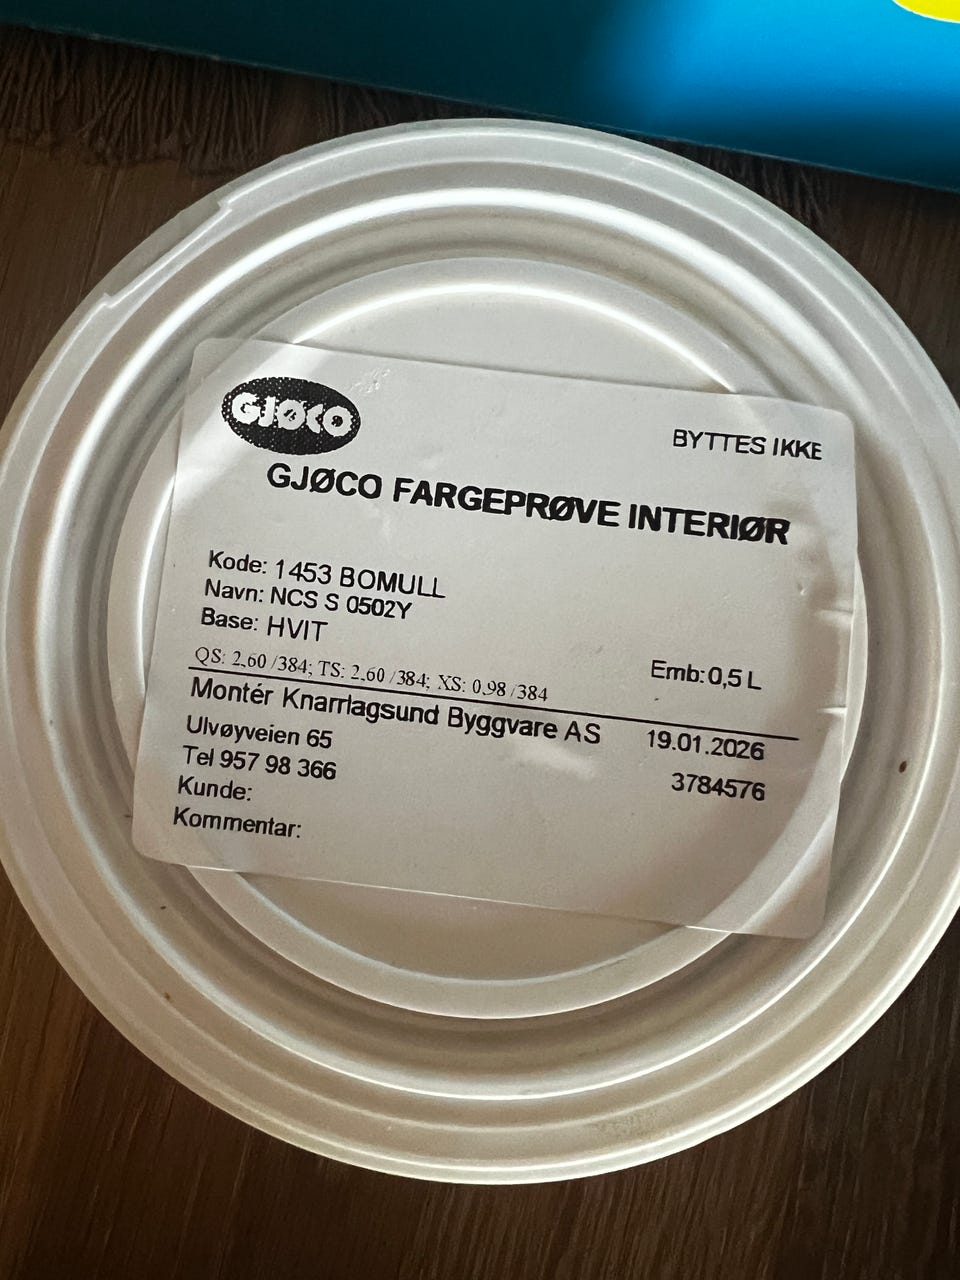 GJØCO
BYTTES IKKE
GJØCO FARGEPRØVE INTERIØR
Kode: 1453 BOMULL
Navn: NCS S 0502Y
Base: HVIT
Emb:0,5 L
QS: 2,60 /384; TS: 2,60 /384; XS: 0,98 /384
Montér Knarrlagsund Byggvare AS
19.01.2026
Ulvøyveien 65
3784576
Tel 957 98 366
Kunde:
Kommentar: